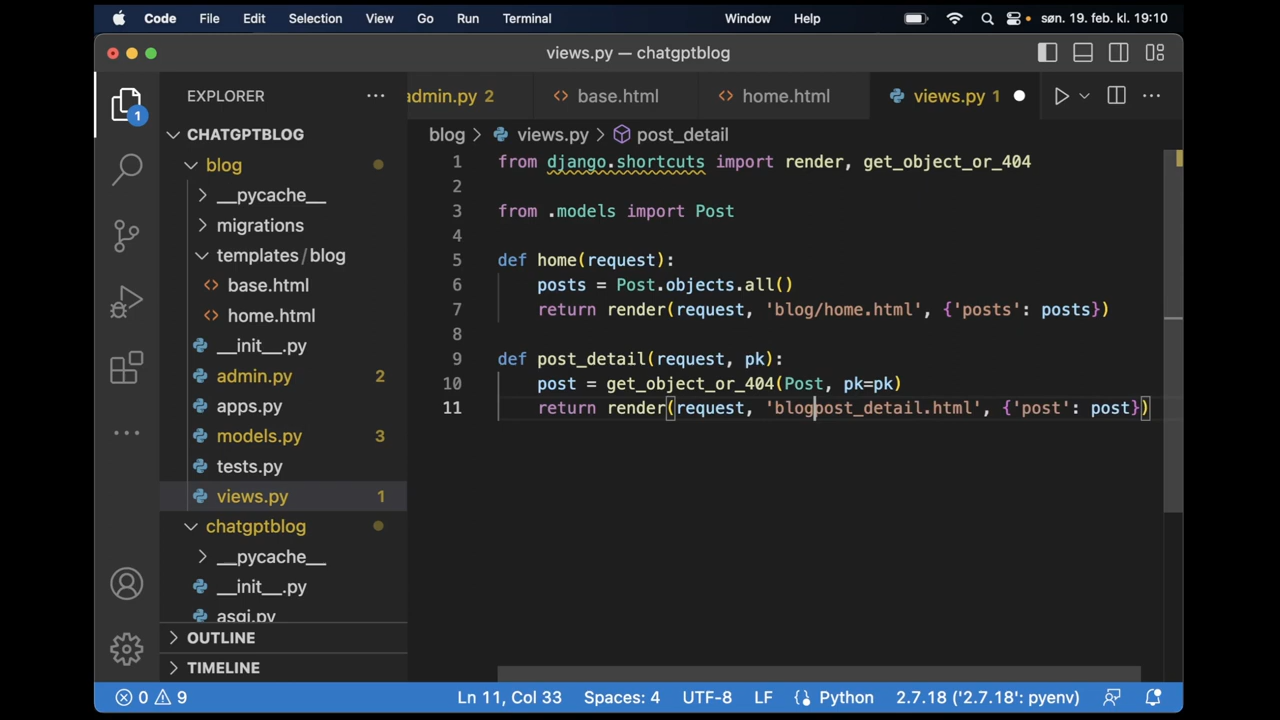 Code File Edit Selection View Go Run Terminal Window Help søn. 19. feb. kl. 19:10
views.py — chatgptblog
EXPLORER
admin.py 2 base.html home.html views.py 1
CHATGPTBLOG
blog > views.py > post_detail
blog
__pycache__
migrations
templates/blog
base.html
home.html
__init__.py
admin.py 2
apps.py
models.py 3
tests.py
views.py 1
chatgptblog
__pycache__
__init__.py
asgi.py
OUTLINE
TIMELINE
1 from django.shortcuts import render, get_object_or_404
2
3 from .models import Post
4
5 def home(request):
6 posts = Post.objects.all()
7 return render(request, 'blog/home.html', {'posts': posts})
8
9 def post_detail(request, pk):
10 post = get_object_or_404(Post, pk=pk)
11 return render(request, 'blogpost_detail.html', {'post': post})
1
0 9 Ln 11, Col 33 Spaces: 4 UTF-8 LF Python 2.7.18 ('2.7.18': pyenv)